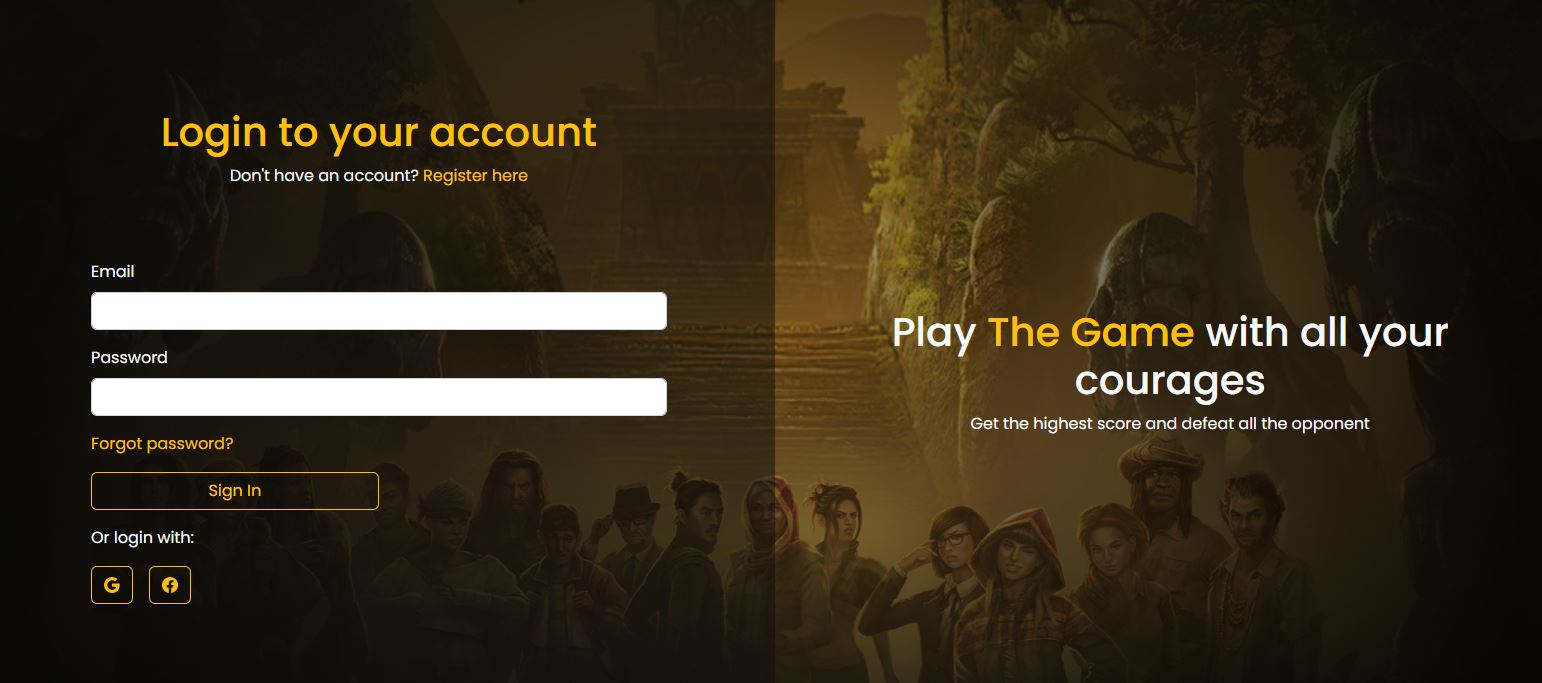 Login to your account
Don't have an account? Register here
Email
Password
Forgot password?
Sign In
Or login with:
Play The Game with all your
courages
Get the highest score and defeat all the opponent